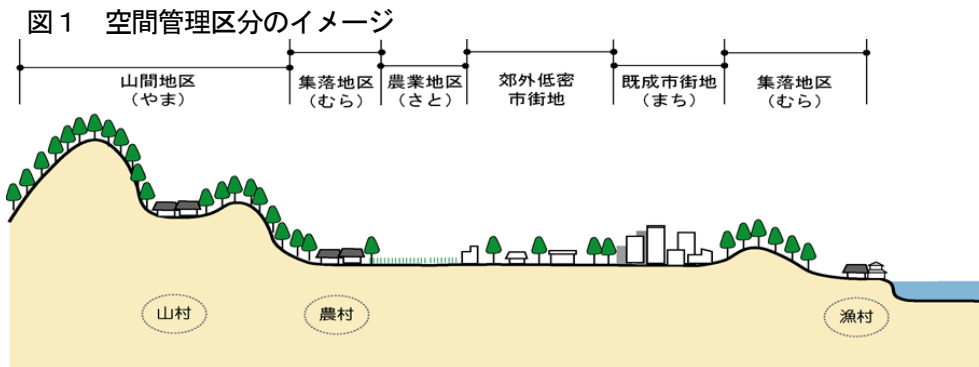 図1 空間管理区分のイメージ
山間地区
（やま）
集落地区
（むら）
農業地区
（さと）
郊外低密
市街地
既成市街地
（まち）
集落地区
（むら）
山村
農村
漁村